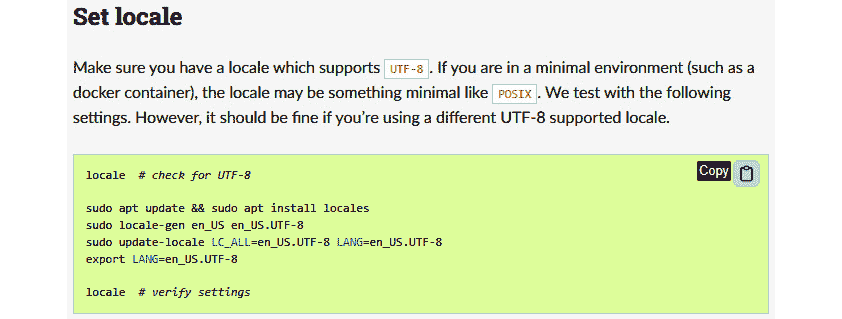 Set locale
Make sure you have a locale which supports UTF-8. If you are in a minimal environment (such as a
docker container), the locale may be something minimal like POSIX. We test with the following
settings. However, it should be fine if you’re using a different UTF-8 supported locale.
Copy
locale  # check for UTF-8
sudo apt update && sudo apt install locales
sudo locale-gen en_US en_US.UTF-8
sudo update-locale LC_ALL=en_US.UTF-8 LANG=en_US.UTF-8
export LANG=en_US.UTF-8
locale  # verify settings